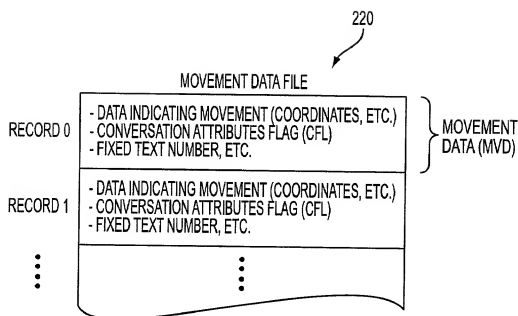 220
MOVEMENT DATA FILE
RECORD 0
- DATA INDICATING MOVEMENT (COORDINATES, ETC.)
- CONVERSATION ATTRIBUTES FLAG (CFL)
- FIXED TEXT NUMBER, ETC.
MOVEMENT
DATA (MVD)
RECORD 1
- DATA INDICATING MOVEMENT (COORDINATES, ETC.)
- CONVERSATION ATTRIBUTES FLAG (CFL)
- FIXED TEXT NUMBER, ETC.